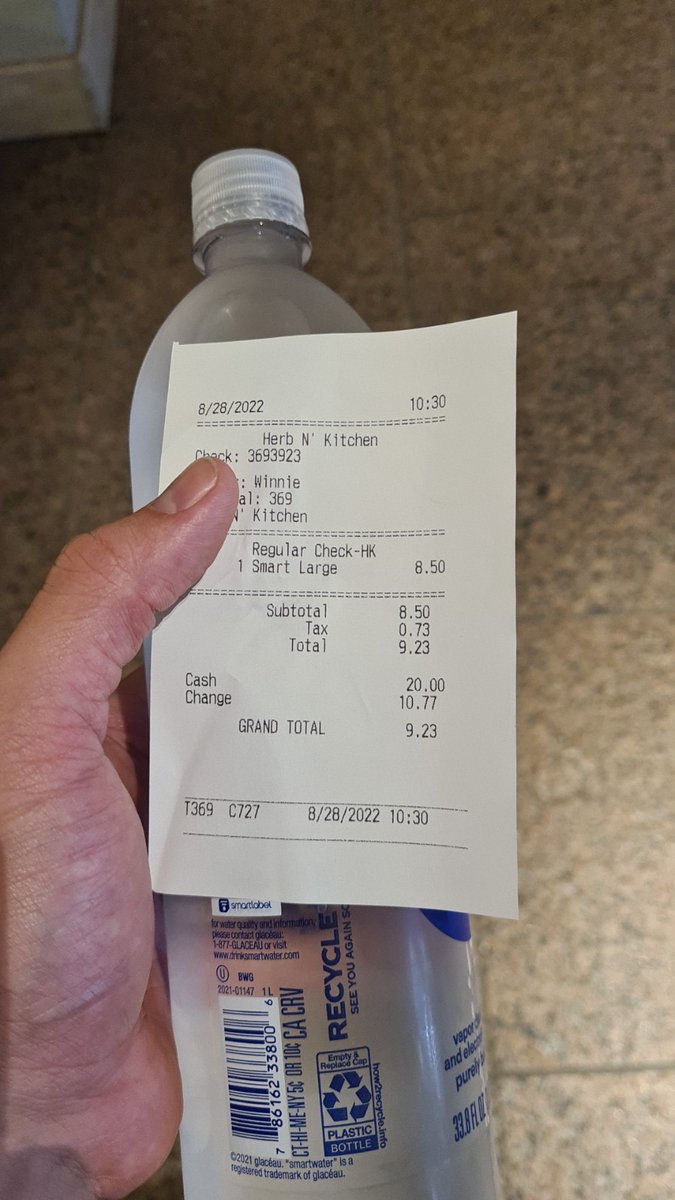 8/28/2022 10:30
Herb N' Kitchen
Check: 3693923
: Winnie
al: 369
N' Kitchen
Regular Check-HK
1 Smart Large 8.50
Subtotal 8.50
Tax 0.73
Total 9.23
Cash 20.00
Change 10.77
GRAND TOTAL 9.23
T369 C727 8/28/2022 10:30
smartlabel
for water quality and information,
please contact glacéau:
1-877-GLACEAU or visit
www.drinksmartwater.com
U BWG
2021-01147 1L
7 86162 33800 6
CT-HI-ME-NY 5¢ OR 10¢ CA CRV
RECYCLE
SEE YOU AGAIN
Empty &
Replace Cap
PLASTIC
BOTTLE
how2recycle.info
©2021 glacéau. "smartwater" is a
registered trademark of glacéau.
vapor
and
purely
33.8 FL OZ